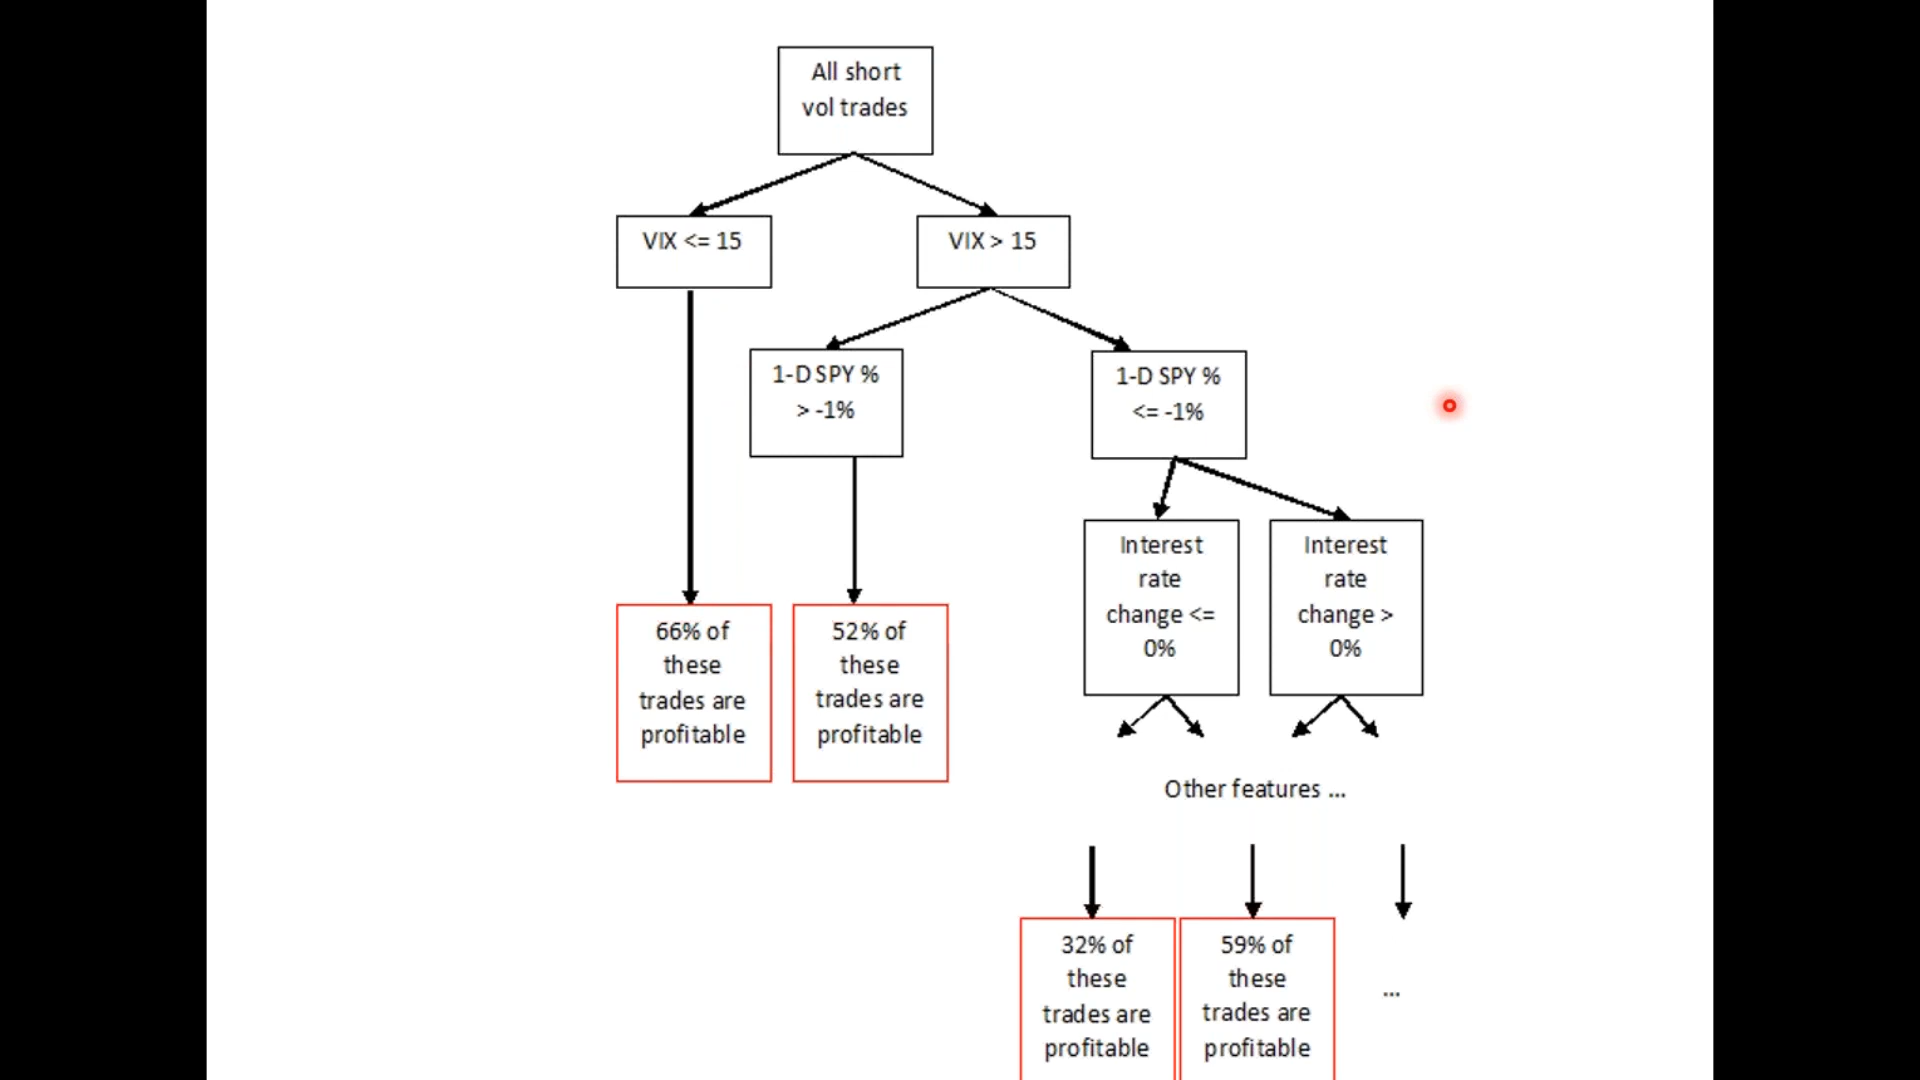 All short
vol trades
VIX <= 15
VIX > 15
1-D SPY %
> -1%
1-D SPY %
<= -1%
Interest
rate
change <=
0%
Interest
rate
change >
0%
66% of
these
trades are
profitable
52% of
these
trades are
profitable
Other features ...
32% of
these
trades are
profitable
59% of
these
trades are
profitable
...